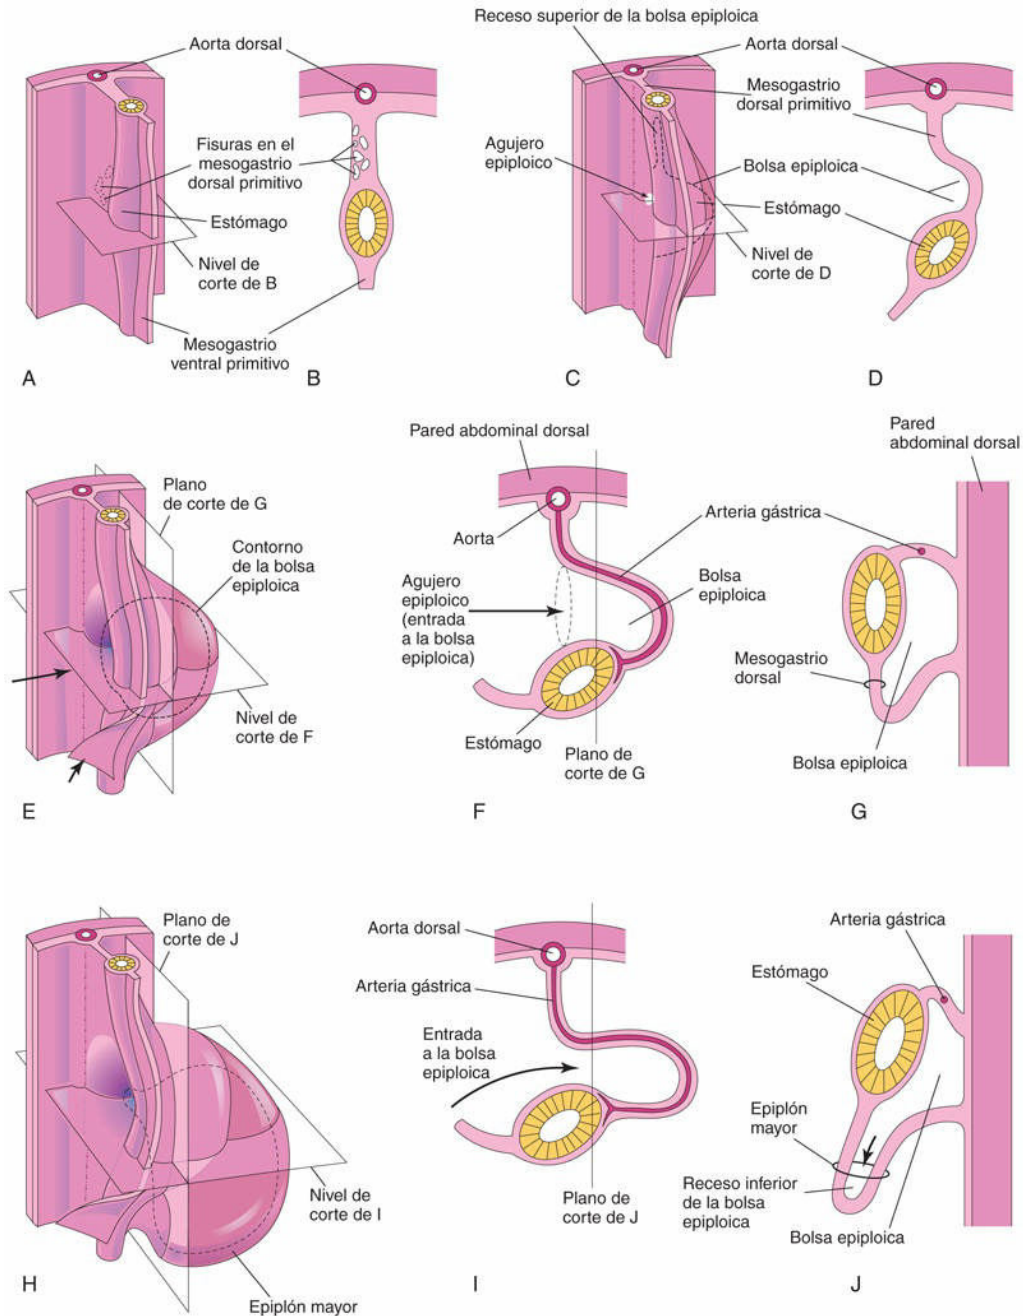 Receso superior de la bolsa epiploica
Aorta dorsal
Fisuras en el
mesogastrio
dorsal primitivo
Estómago
Nivel de
corte de B
Mesogastrio
ventral primitivo
A
B
Aorta dorsal
Mesogastrio
dorsal primitivo
Agujero
epiploico
Bolsa epiploica
Estómago
Nivel de
corte de D
C
D
Plano
de corte de G
Contorno
de la bolsa
epiploica
Nivel de
corte de F
E
Pared abdominal dorsal
Aorta
Arteria gástrica
Agujero
epiploico
(entrada
a la bolsa
epiploica)
Bolsa
epiploica
Estómago
Plano de
corte de G
F
Pared
abdominal dorsal
Mesogastrio
dorsal
Bolsa epiploica
G
Plano de
corte de J
Nivel de
corte de I
Epiplón mayor
H
Aorta dorsal
Arteria gástrica
Entrada
a la bolsa
epiploica
Plano de
corte de J
I
Arteria gástrica
Estómago
Epiplón
mayor
Receso inferior
de la bolsa
epiploica
Bolsa epiploica
J